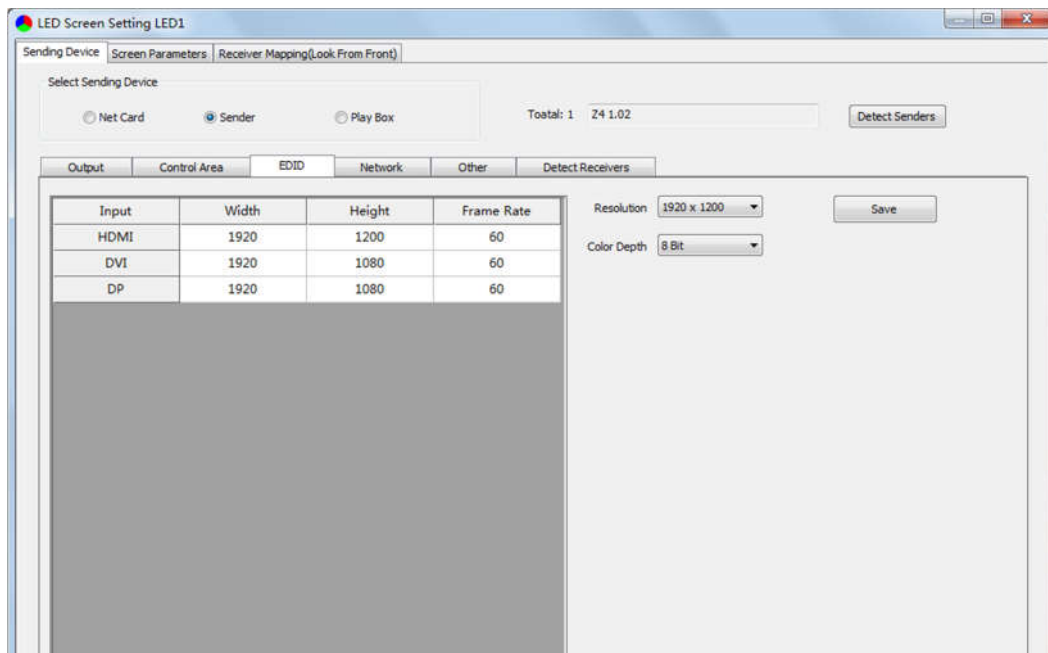 LED Screen Setting LED1
Sending Device Screen Parameters Receiver Mapping(Look From Front)
Select Sending Device
Net Card Sender Play Box Toatal: 1 Z4 1.02 Detect Senders
Output Control Area EDID Network Other Detect Receivers
Input Width Height Frame Rate Resolution 1920 x 1200 Save
HDMI 1920 1200 60 Color Depth 8 Bit
DVI 1920 1080 60
DP 1920 1080 60